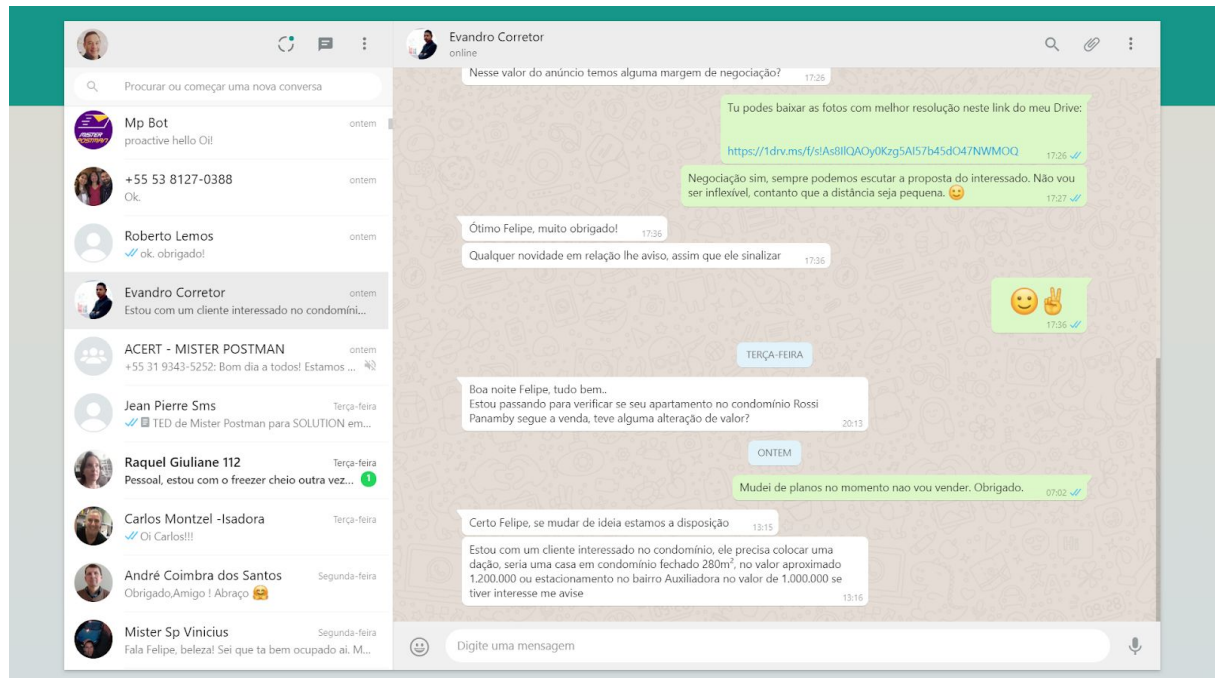 Procurar ou começar uma nova conversa
Mp Bot ontem
proactive hello Oi!
+55 53 8127-0388 ontem
Ok.
Roberto Lemos ontem
ok. obrigado!
Evandro Corretor ontem
Estou com um cliente interessado no condomíni...
ACERT - MISTER POSTMAN ontem
+55 31 9343-5252: Bom dia a todos! Estamos ...
Jean Pierre Sms Terça-feira
TED de Mister Postman para SOLUTION em...
Raquel Giuliane 112 Terça-feira
Pessoal, estou com o freezer cheio outra vez... 1
Carlos Montzel -Isadora Terça-feira
Oi Carlos!!!
André Coimbra dos Santos Segunda-feira
Obrigado,Amigo ! Abraço 🤗
Mister Sp Vinicius Segunda-feira
Fala Felipe, beleza! Sei que ta bem ocupado ai. M...
MISTER
POSTMAN
Evandro Corretor
online
Nesse valor do anúncio temos alguma margem de negociação? 17:26
Tu podes baixar as fotos com melhor resolução neste link do meu Drive:
https://1drv.ms/f/s!As8IlQAOy0Kzg5AI57b45dO47NWMOQ 17:26
Negociação sim, sempre podemos escutar a proposta do interessado. Não vou
ser inflexível, contanto que a distância seja pequena. 🙂 17:27
Ótimo Felipe, muito obrigado! 17:36
Qualquer novidade em relação lhe aviso, assim que ele sinalizar 17:36
🙂✌ 17:36
TERÇA-FEIRA
Boa noite Felipe, tudo bem..
Estou passando para verificar se seu apartamento no condomínio Rossi
Panamby segue a venda, teve alguma alteração de valor? 20:13
ONTEM
Mudei de planos no momento nao vou vender. Obrigado. 07:02
Certo Felipe, se mudar de ideia estamos a disposição 13:15
Estou com um cliente interessado no condomínio, ele precisa colocar uma
dação, seria uma casa em condomínio fechado 280m², no valor aproximado
1.200.000 ou estacionamento no bairro Auxiliadora no valor de 1.000.000 se
tiver interesse me avise 13:16
Digite uma mensagem